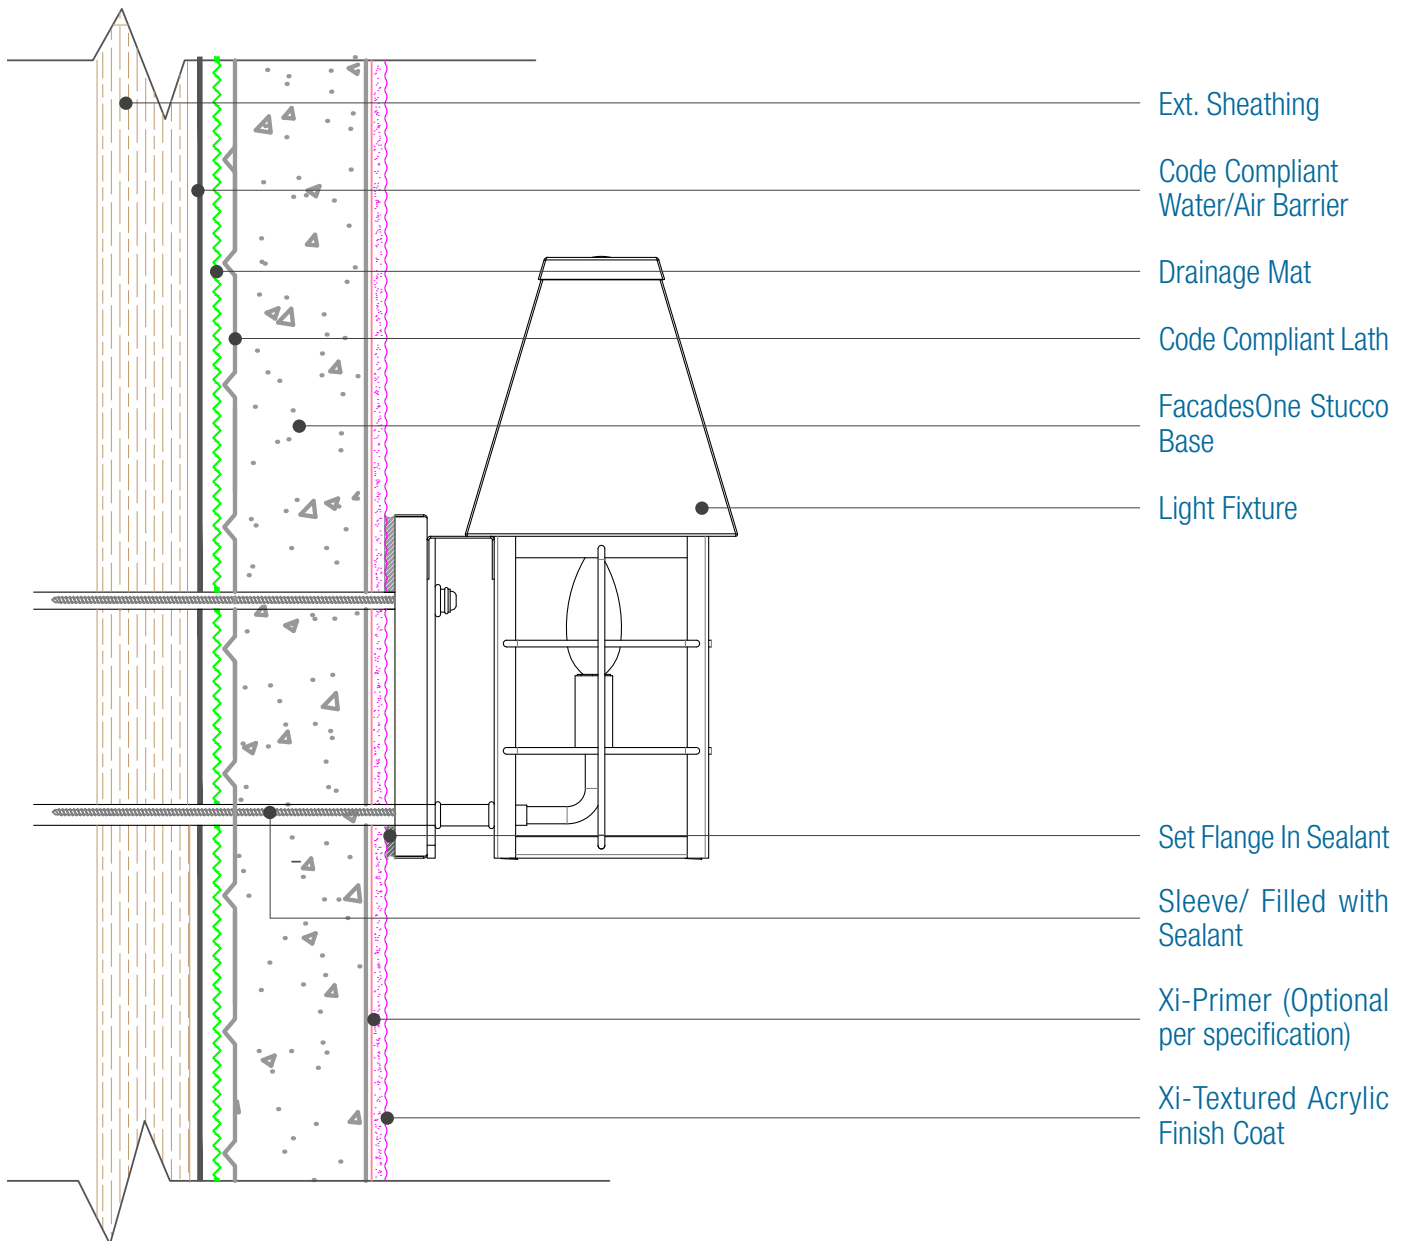 Ext. Sheathing
Code Compliant
Water/Air Barrier
Drainage Mat
Code Compliant Lath
FacadesOne Stucco
Base
Light Fixture
Set Flange In Sealant
Sleeve/ Filled with
Sealant
Xi-Primer (Optional
per specification)
Xi-Textured Acrylic
Finish Coat